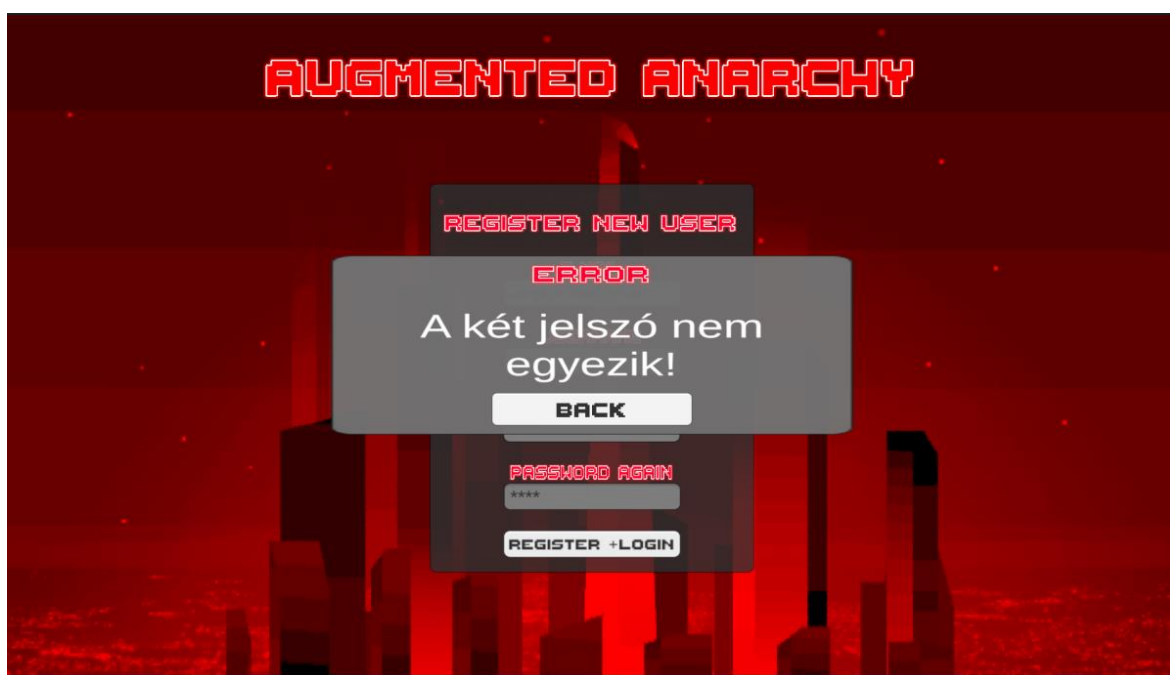 AUGMENTED ANARCHY
REGISTER NEW USER
ERROR
A két jelszó nem
egyezik!
BACK
PASSWORD AGAIN
****
REGISTER +LOGIN